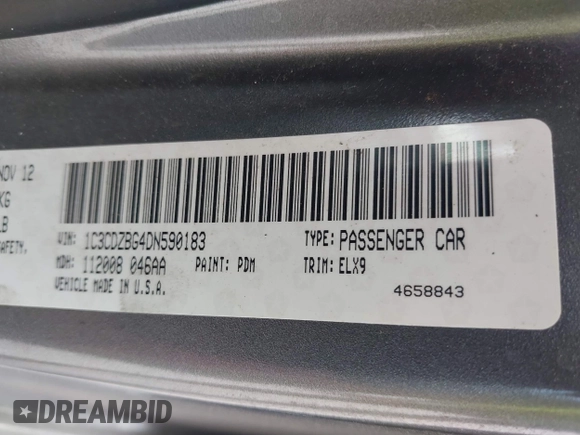 NOV 12
KG
LB
SAFETY.
VIN: 1C3CDZBG4DN590183 TYPE: PASSENGER CAR
MDH: 112008 046AA PAINT: PDM TRIM: ELX9
VEHICLE MADE IN U.S.A.
4658843
DREAMBID